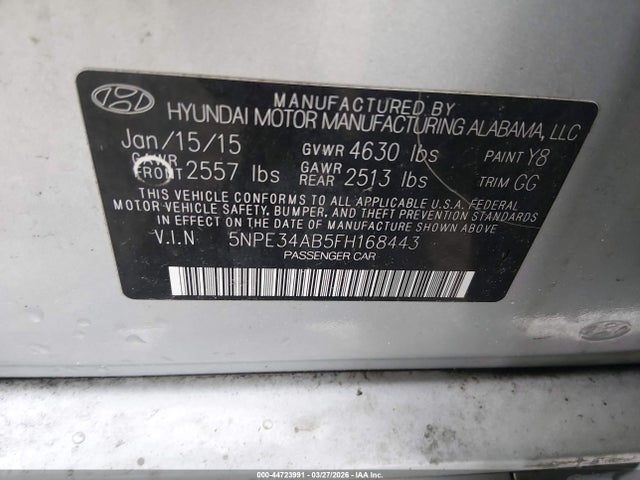 MANUFACTURED BY
HYUNDAI MOTOR MANUFACTURING ALABAMA, LLC
Jan/15/15 GVWR 4630 lbs PAINT Y8
GAWR FRONT 2557 lbs GAWR REAR 2513 lbs TRIM GG
THIS VEHICLE CONFORMS TO ALL APPLICABLE U.S.A. FEDERAL
MOTOR VEHICLE SAFETY, BUMPER, AND THEFT PREVENTION STANDARDS
IN EFFECT ON THE DATE OF MANUFACTURE SHOWN ABOVE.
V.I.N 5NPE34AB5FH168443
PASSENGER CAR
000-44723991 - 03/27/2026 - IAA Inc.